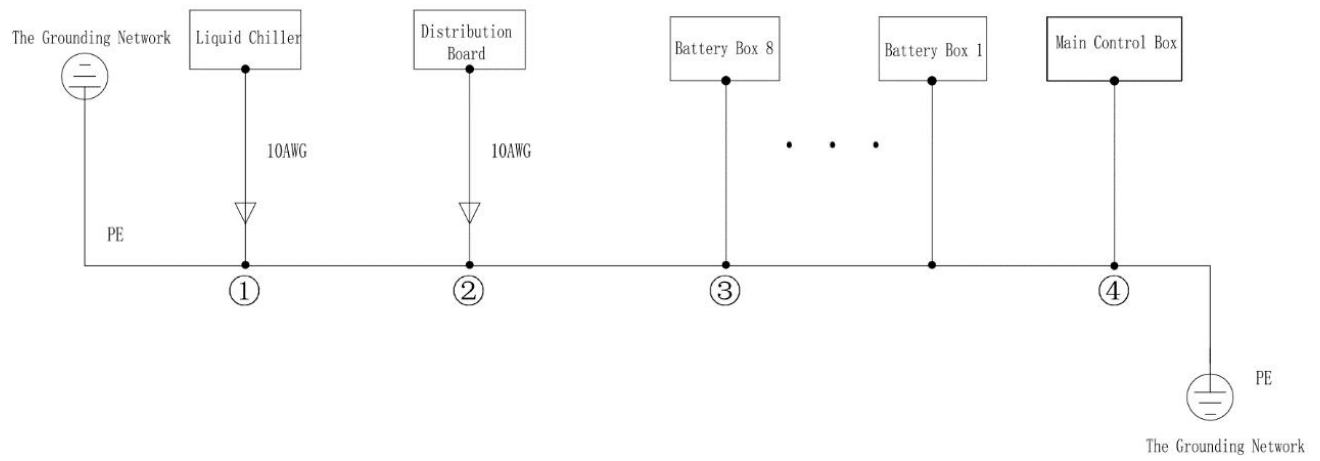 The Grounding Network
Liquid Chiller
Distribution
Board
Battery Box 8
Battery Box 1
Main Control Box
10AWG
10AWG
PE
①
②
③
④
PE
The Grounding Network